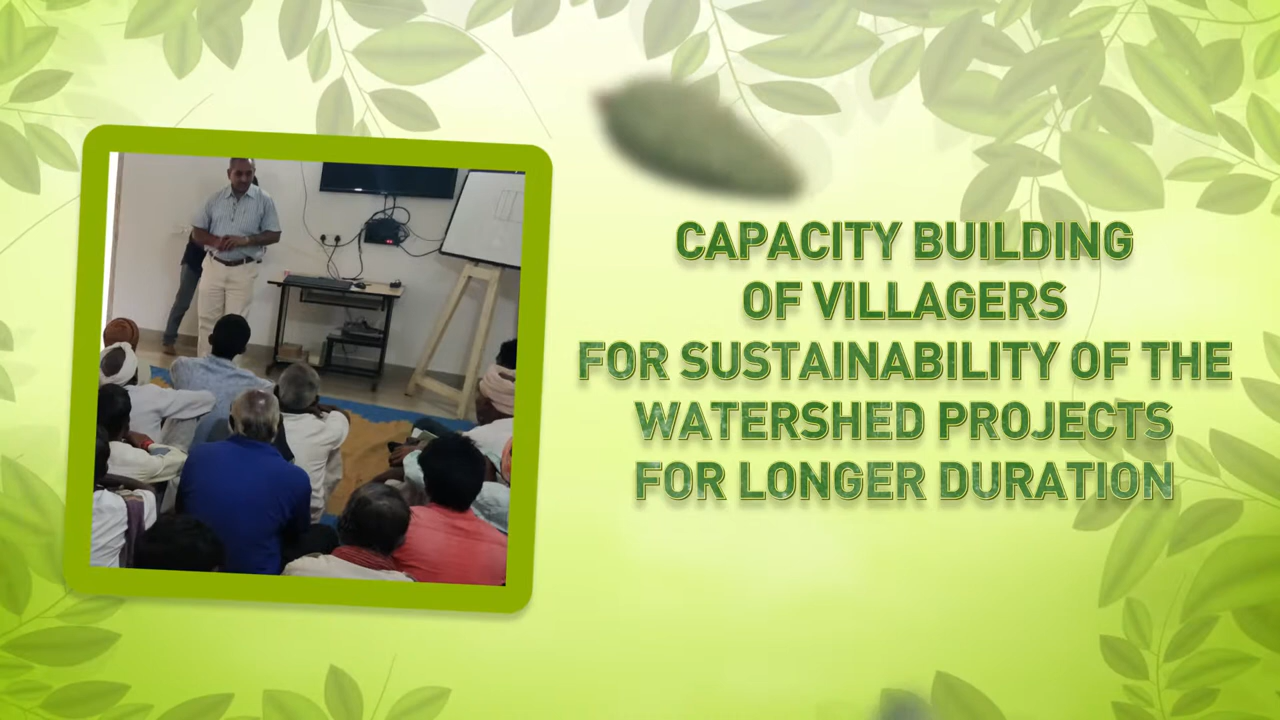 CAPACITY BUILDING
OF VILLAGERS
FOR SUSTAINABILITY OF THE
WATERSHED PROJECTS
FOR LONGER DURATION